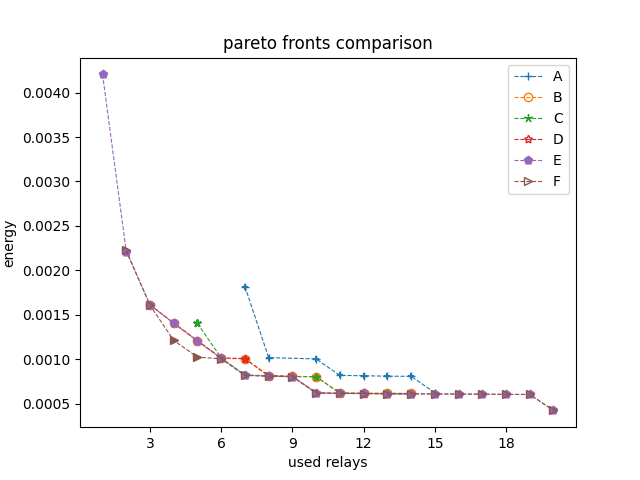 pareto fronts comparison
A
B
C
D
E
F
energy
0.0040
0.0035
0.0030
0.0025
0.0020
0.0015
0.0010
0.0005
3 6 9 12 15 18
used relays